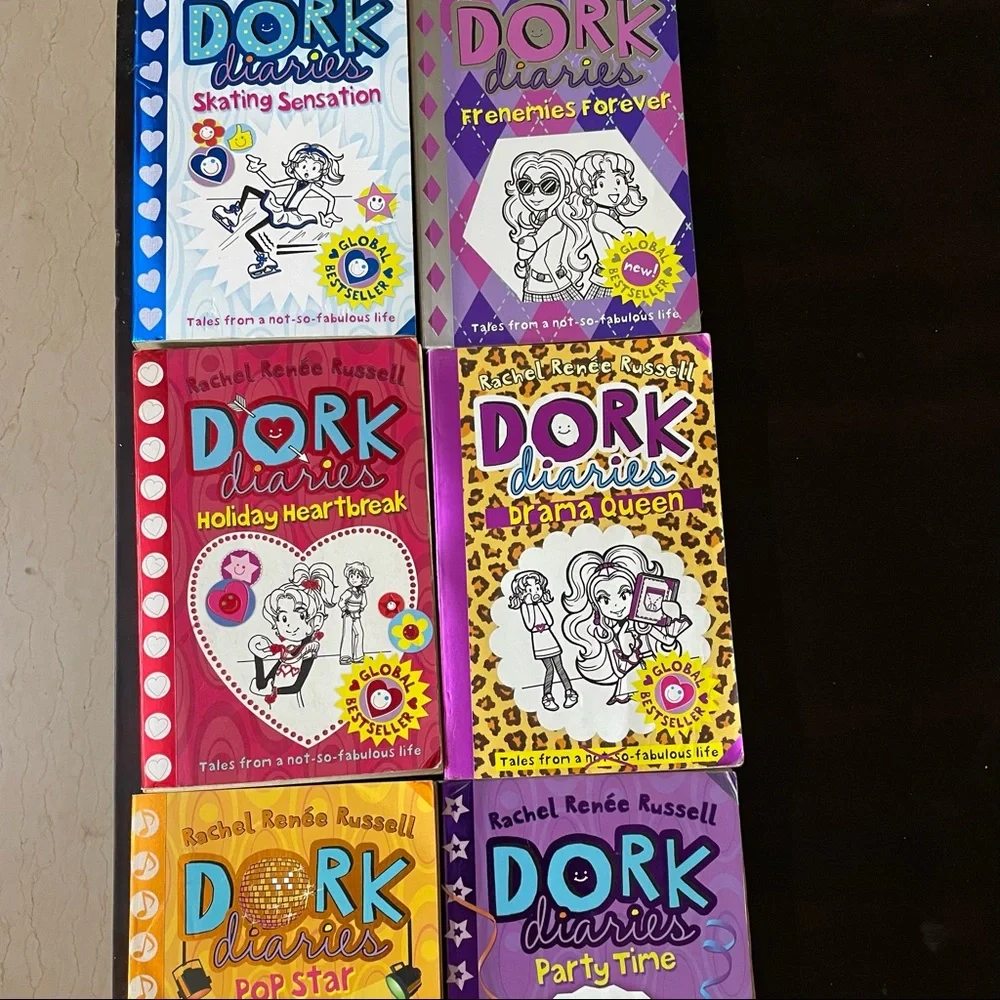 DORK
diaries
Skating Sensation
GLOBAL
BESTSELLER
Tales from a not-so-fabulous life
DORK
diaries
Frenemies Forever
GLOBAL
new!
BESTSELLER
Tales from a not-so-fabulous life
Rachel Renée Russell
DORK
diaries
Holiday Heartbreak
GLOBAL
BESTSELLER
Tales from a not-so-fabulous life
Rachel Renée Russell
DORK
diaries
Drama Queen
GLOBAL
BESTSELLER
Tales from a not-so-fabulous life
Rachel Renée Russell
DORK
diaries
POP Star
Rachel Renée Russell
DORK
diaries
Party Time